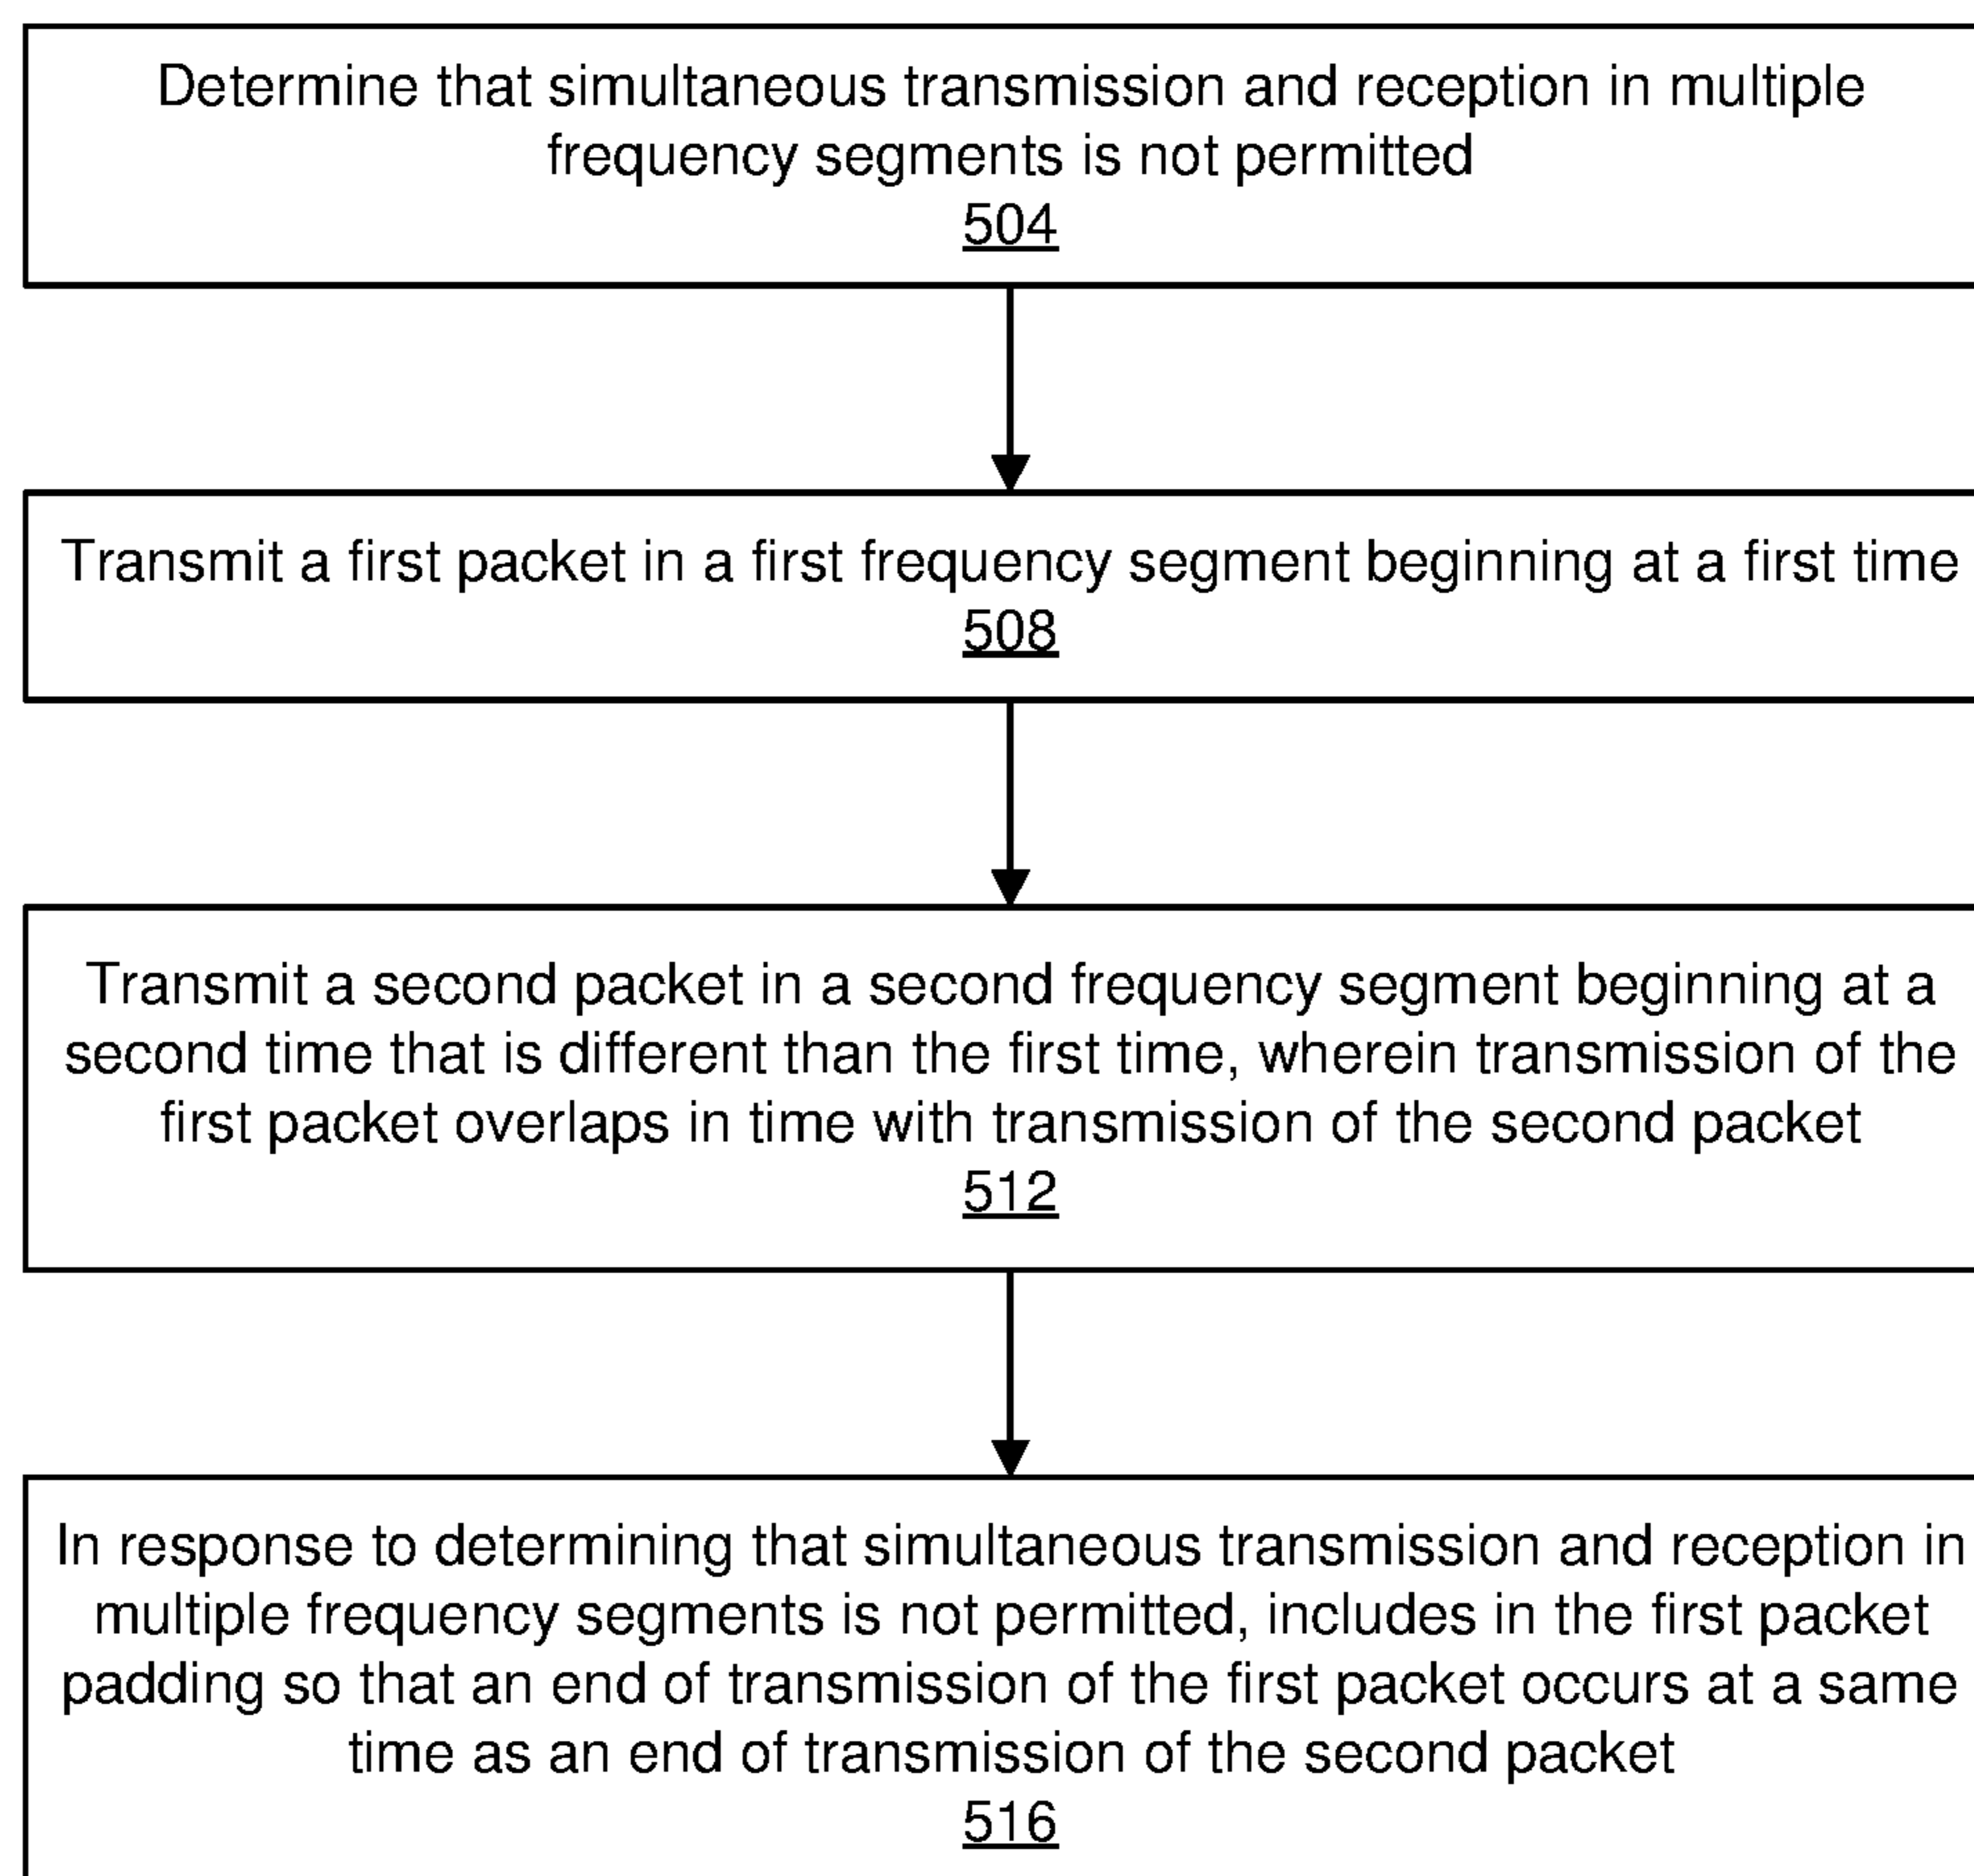 Determine that simultaneous transmission and reception in multiple
frequency segments is not permitted
504
Transmit a first packet in a first frequency segment beginning at a first time
508
Transmit a second packet in a second frequency segment beginning at a
second time that is different than the first time, wherein transmission of the
first packet overlaps in time with transmission of the second packet
512
In response to determining that simultaneous transmission and reception in
multiple frequency segments is not permitted, includes in the first packet
padding so that an end of transmission of the first packet occurs at a same
time as an end of transmission of the second packet
516